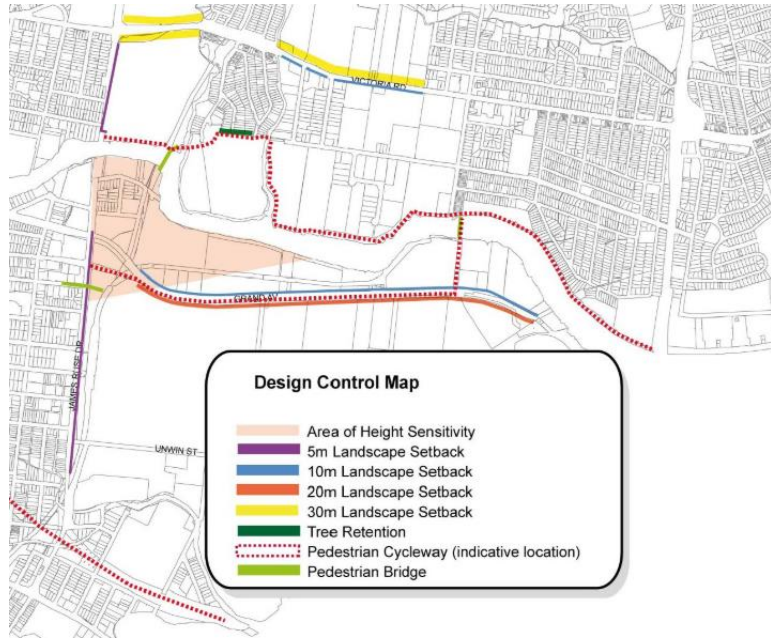 VICTORIA RD
GRAND AV
JAMES RUSE DR
UNWIN ST
Design Control Map
Area of Height Sensitivity
5m Landscape Setback
10m Landscape Setback
20m Landscape Setback
30m Landscape Setback
Tree Retention
Pedestrian Cycleway (indicative location)
Pedestrian Bridge